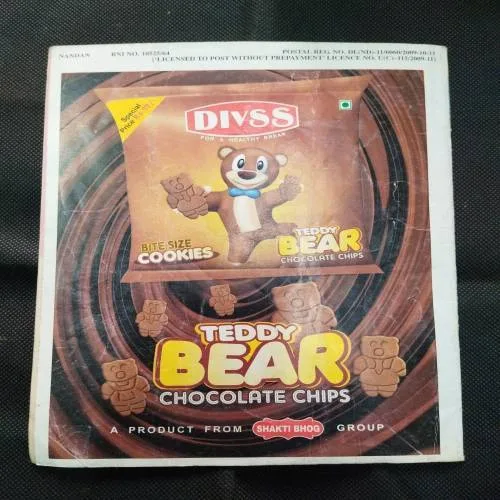 NANDAN RNI NO. 10525/64 POSTAL REG. NO. DL(ND)-11/6060/2009-10-11
('LICENSED TO POST WITHOUT PREPAYMENT' LICENCE NO. U(C)-115/2009-11)
Special
Price
DIVSS
FOR A HEALTHY BREAK
BITE SIZE
COOKIES
TEDDY
BEAR
CHOCOLATE CHIPS
TEDDY
BEAR
CHOCOLATE CHIPS
A PRODUCT FROM SHAKTI BHOG GROUP